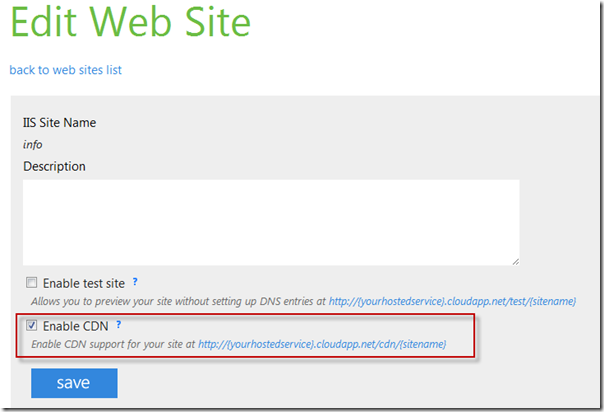 Edit Web Site
back to web sites list
IIS Site Name
info
Description
Enable test site ?
Allows you to preview your site without setting up DNS entries at http://{yourhostedservice}.cloudapp.net/test/{sitename}
Enable CDN ?
Enable CDN support for your site at http://{yourhostedservice}.cloudapp.net/cdn/{sitename}
save